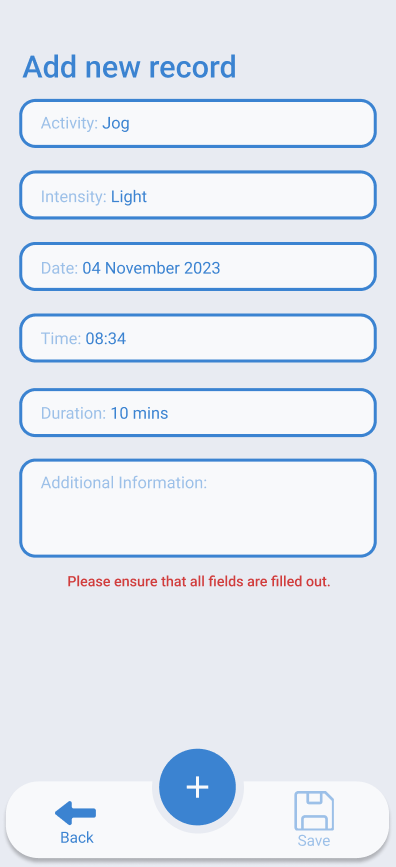 Add new record
Activity: Jog
Intensity: Light
Date: 04 November 2023
Time: 08:34
Duration: 10 mins
Additional Information:
Please ensure that all fields are filled out.
+
Back
Save